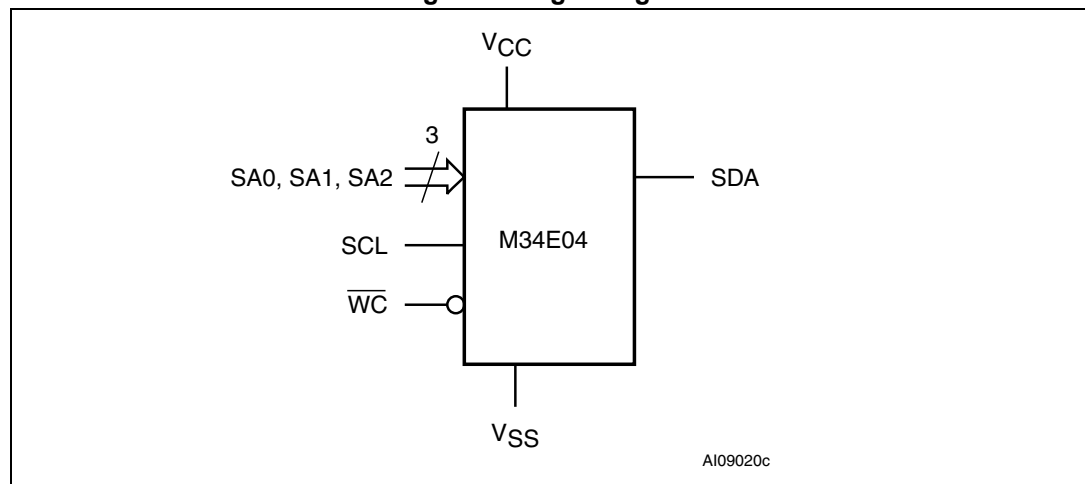 VCC
3
SA0, SA1, SA2
SDA
M34E04
SCL
WC
VSS
AI09020c